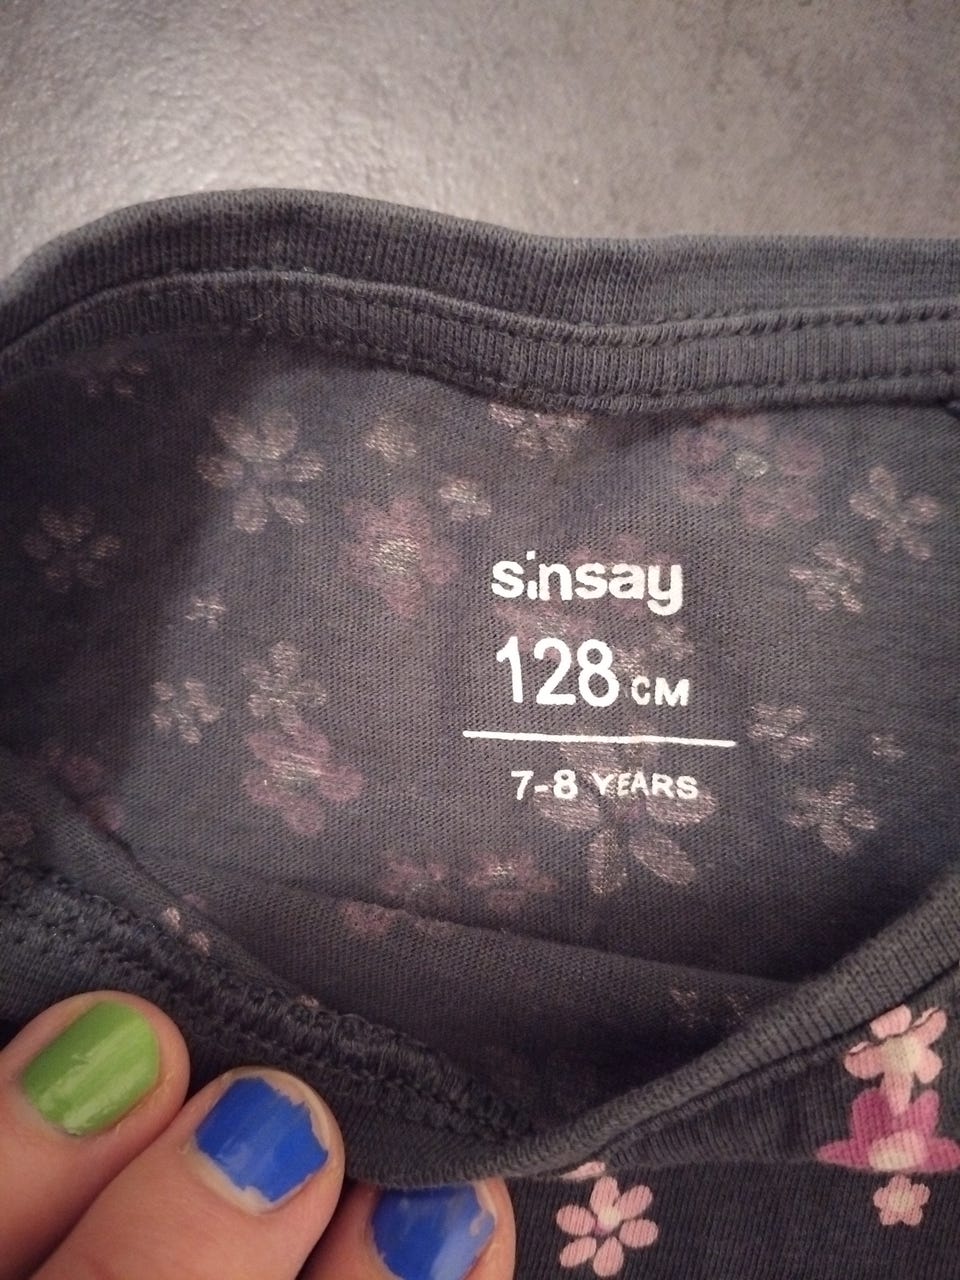 sinsay
128 CM
7-8 YEARS